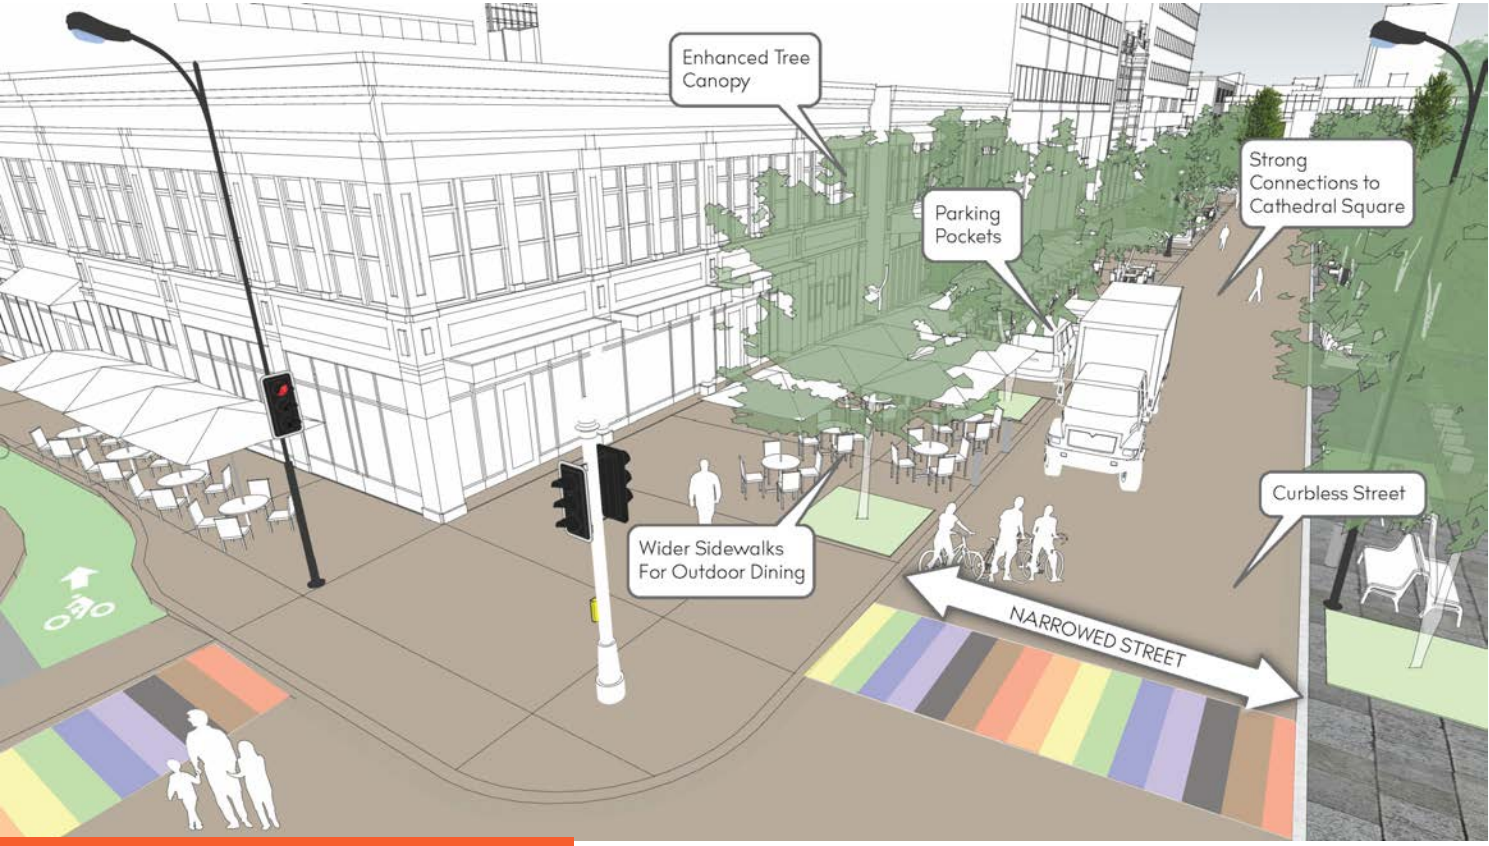 Enhanced Tree
Canopy
Parking
Pockets
Strong
Connections to
Cathedral Square
Curbless Street
Wider Sidewalks
For Outdoor Dining
NARROWED STREET